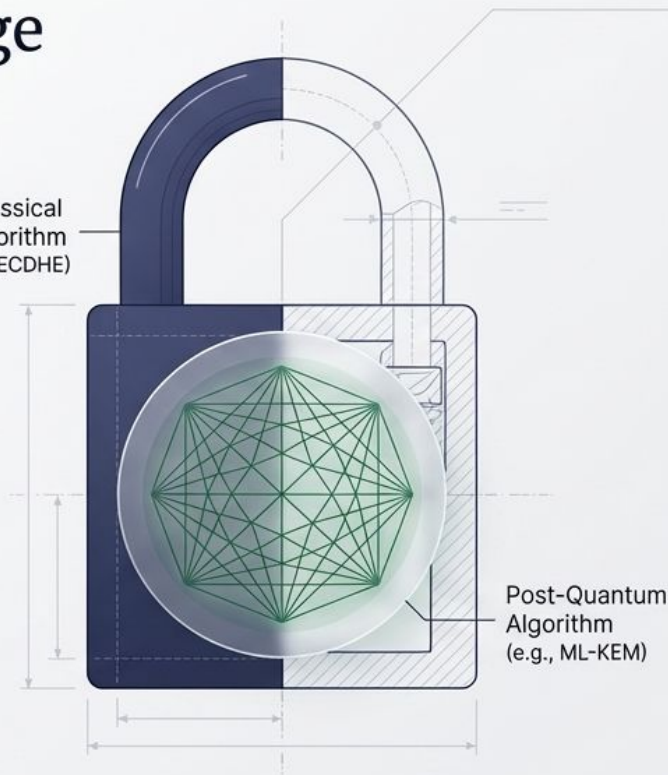 ge
ssical
orithm
ECDHE)
Post-Quantum
Algorithm
(e.g., ML-KEM)